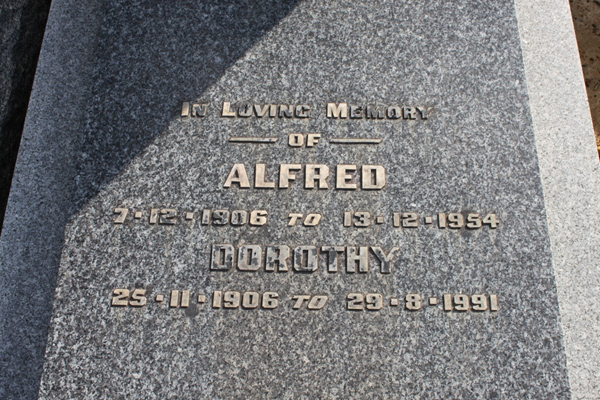 IN LOVING MEMORY
OF
ALFRED
7·12·1906 TO 13·12·1954
DOROTHY
25·11·1906 TO 29·8·1991